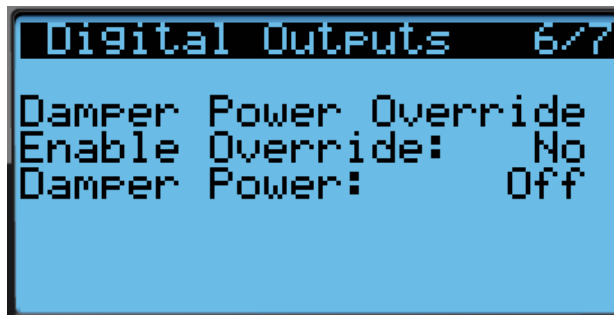 Digital Outputs 6/7
Damper Power Override
Enable Override: No
Damper Power: Off